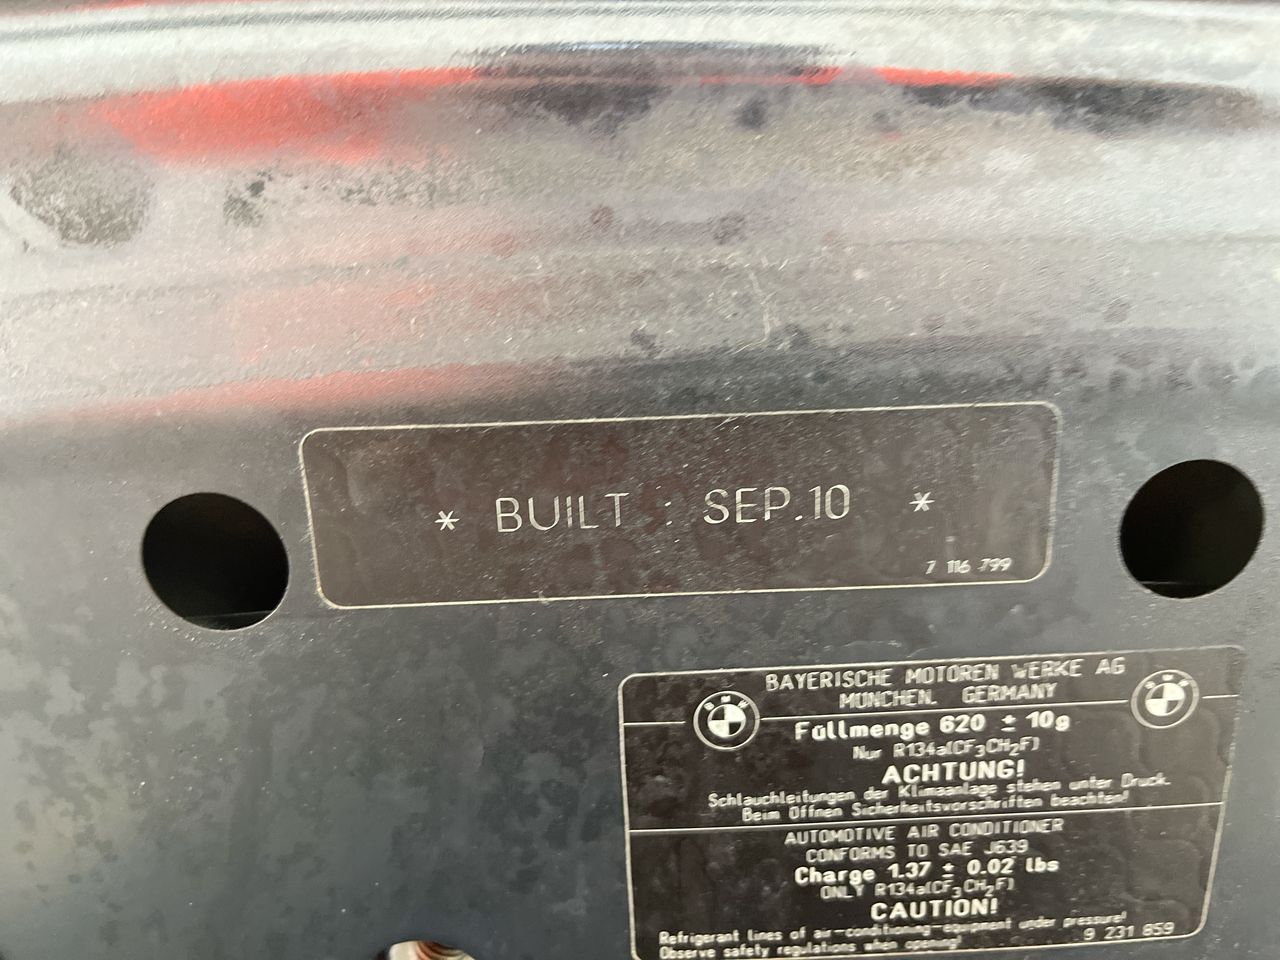 * BUILT : SEP.10 *
7 116 799
BAYERISCHE MOTOREN WERKE AG
MÜNCHEN, GERMANY
BMW
BMW
Füllmenge 620 ± 10g
Nur R134a(CF₃CH₂F)
ACHTUNG!
Schlauchleitungen der Klimaanlage stehen unter Druck.
Beim Öffnen Sicherheitsvorschriften beachten!
AUTOMOTIVE AIR CONDITIONER
CONFORMS TO SAE J639
Charge 1.37 ± 0.02 lbs
ONLY R134a(CF₃CH₂F)
CAUTION!
Refrigerant lines of air-conditioning-equipment under pressure!
Observe safety regulations when opening!
9 231 859